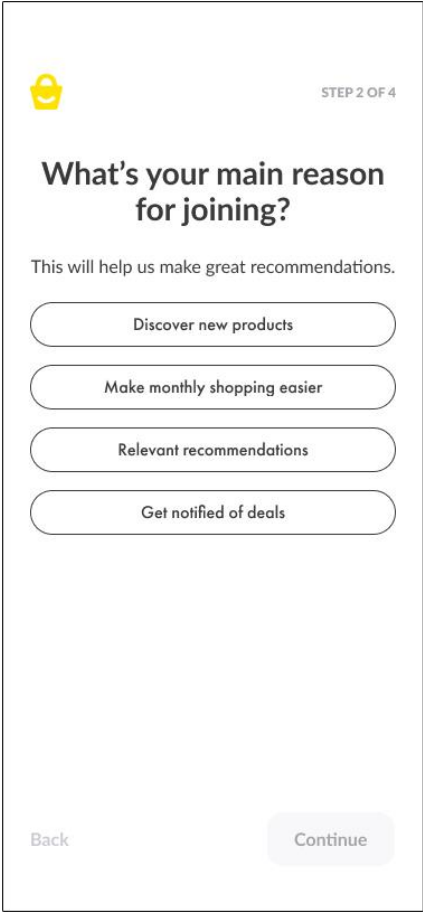 STEP 2 OF 4
What's your main reason
for joining?
This will help us make great recommendations.
Discover new products
Make monthly shopping easier
Relevant recommendations
Get notified of deals
Back
Continue